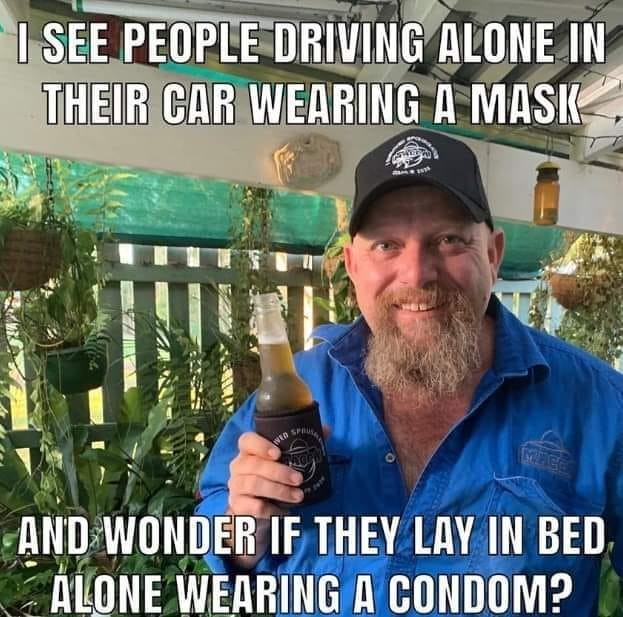 I SEE PEOPLE DRIVING ALONE IN
THEIR CAR WEARING A MASK
AND WONDER IF THEY LAY IN BED
ALONE WEARING A CONDOM?